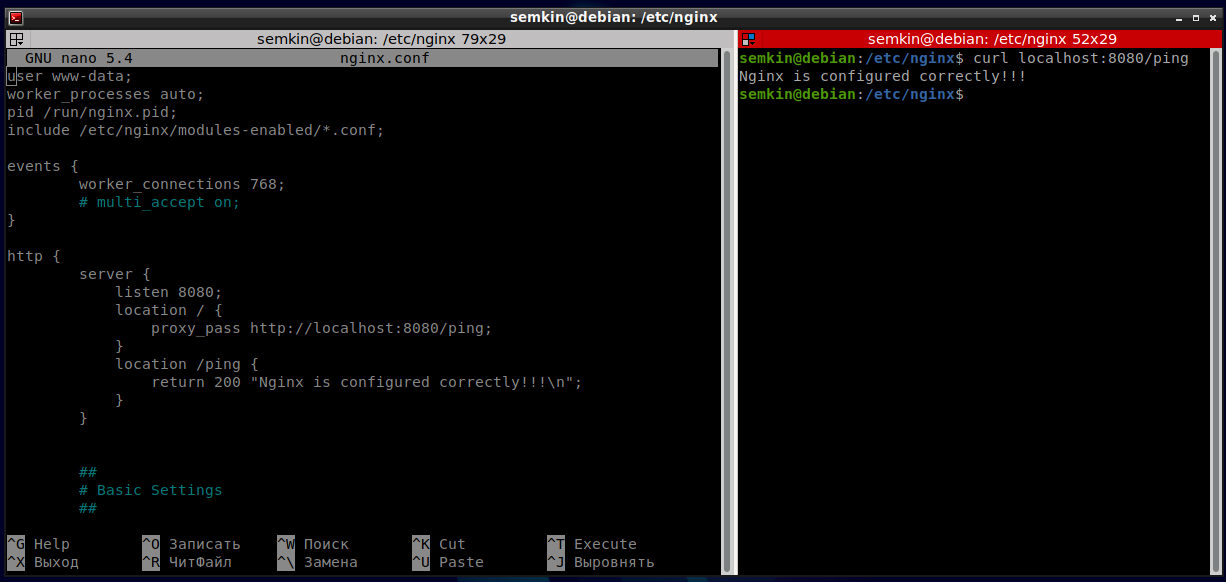 semkin@debian: /etc/nginx
semkin@debian: /etc/nginx 79x29
GNU nano 5.4 nginx.conf
user www-data;
worker_processes auto;
pid /run/nginx.pid;
include /etc/nginx/modules-enabled/*.conf;
events {
worker_connections 768;
# multi_accept on;
}
http {
server {
listen 8080;
location / {
proxy_pass http://localhost:8080/ping;
}
location /ping {
return 200 "Nginx is configured correctly!!!\n";
}
}
##
# Basic Settings
##
^G Help ^O Записать ^W Поиск ^K Cut ^T Execute
^X Выход ^R ЧитФайл ^\ Замена ^U Paste ^J Выровнять
semkin@debian: /etc/nginx 52x29
semkin@debian:/etc/nginx$ curl localhost:8080/ping
Nginx is configured correctly!!!
semkin@debian:/etc/nginx$